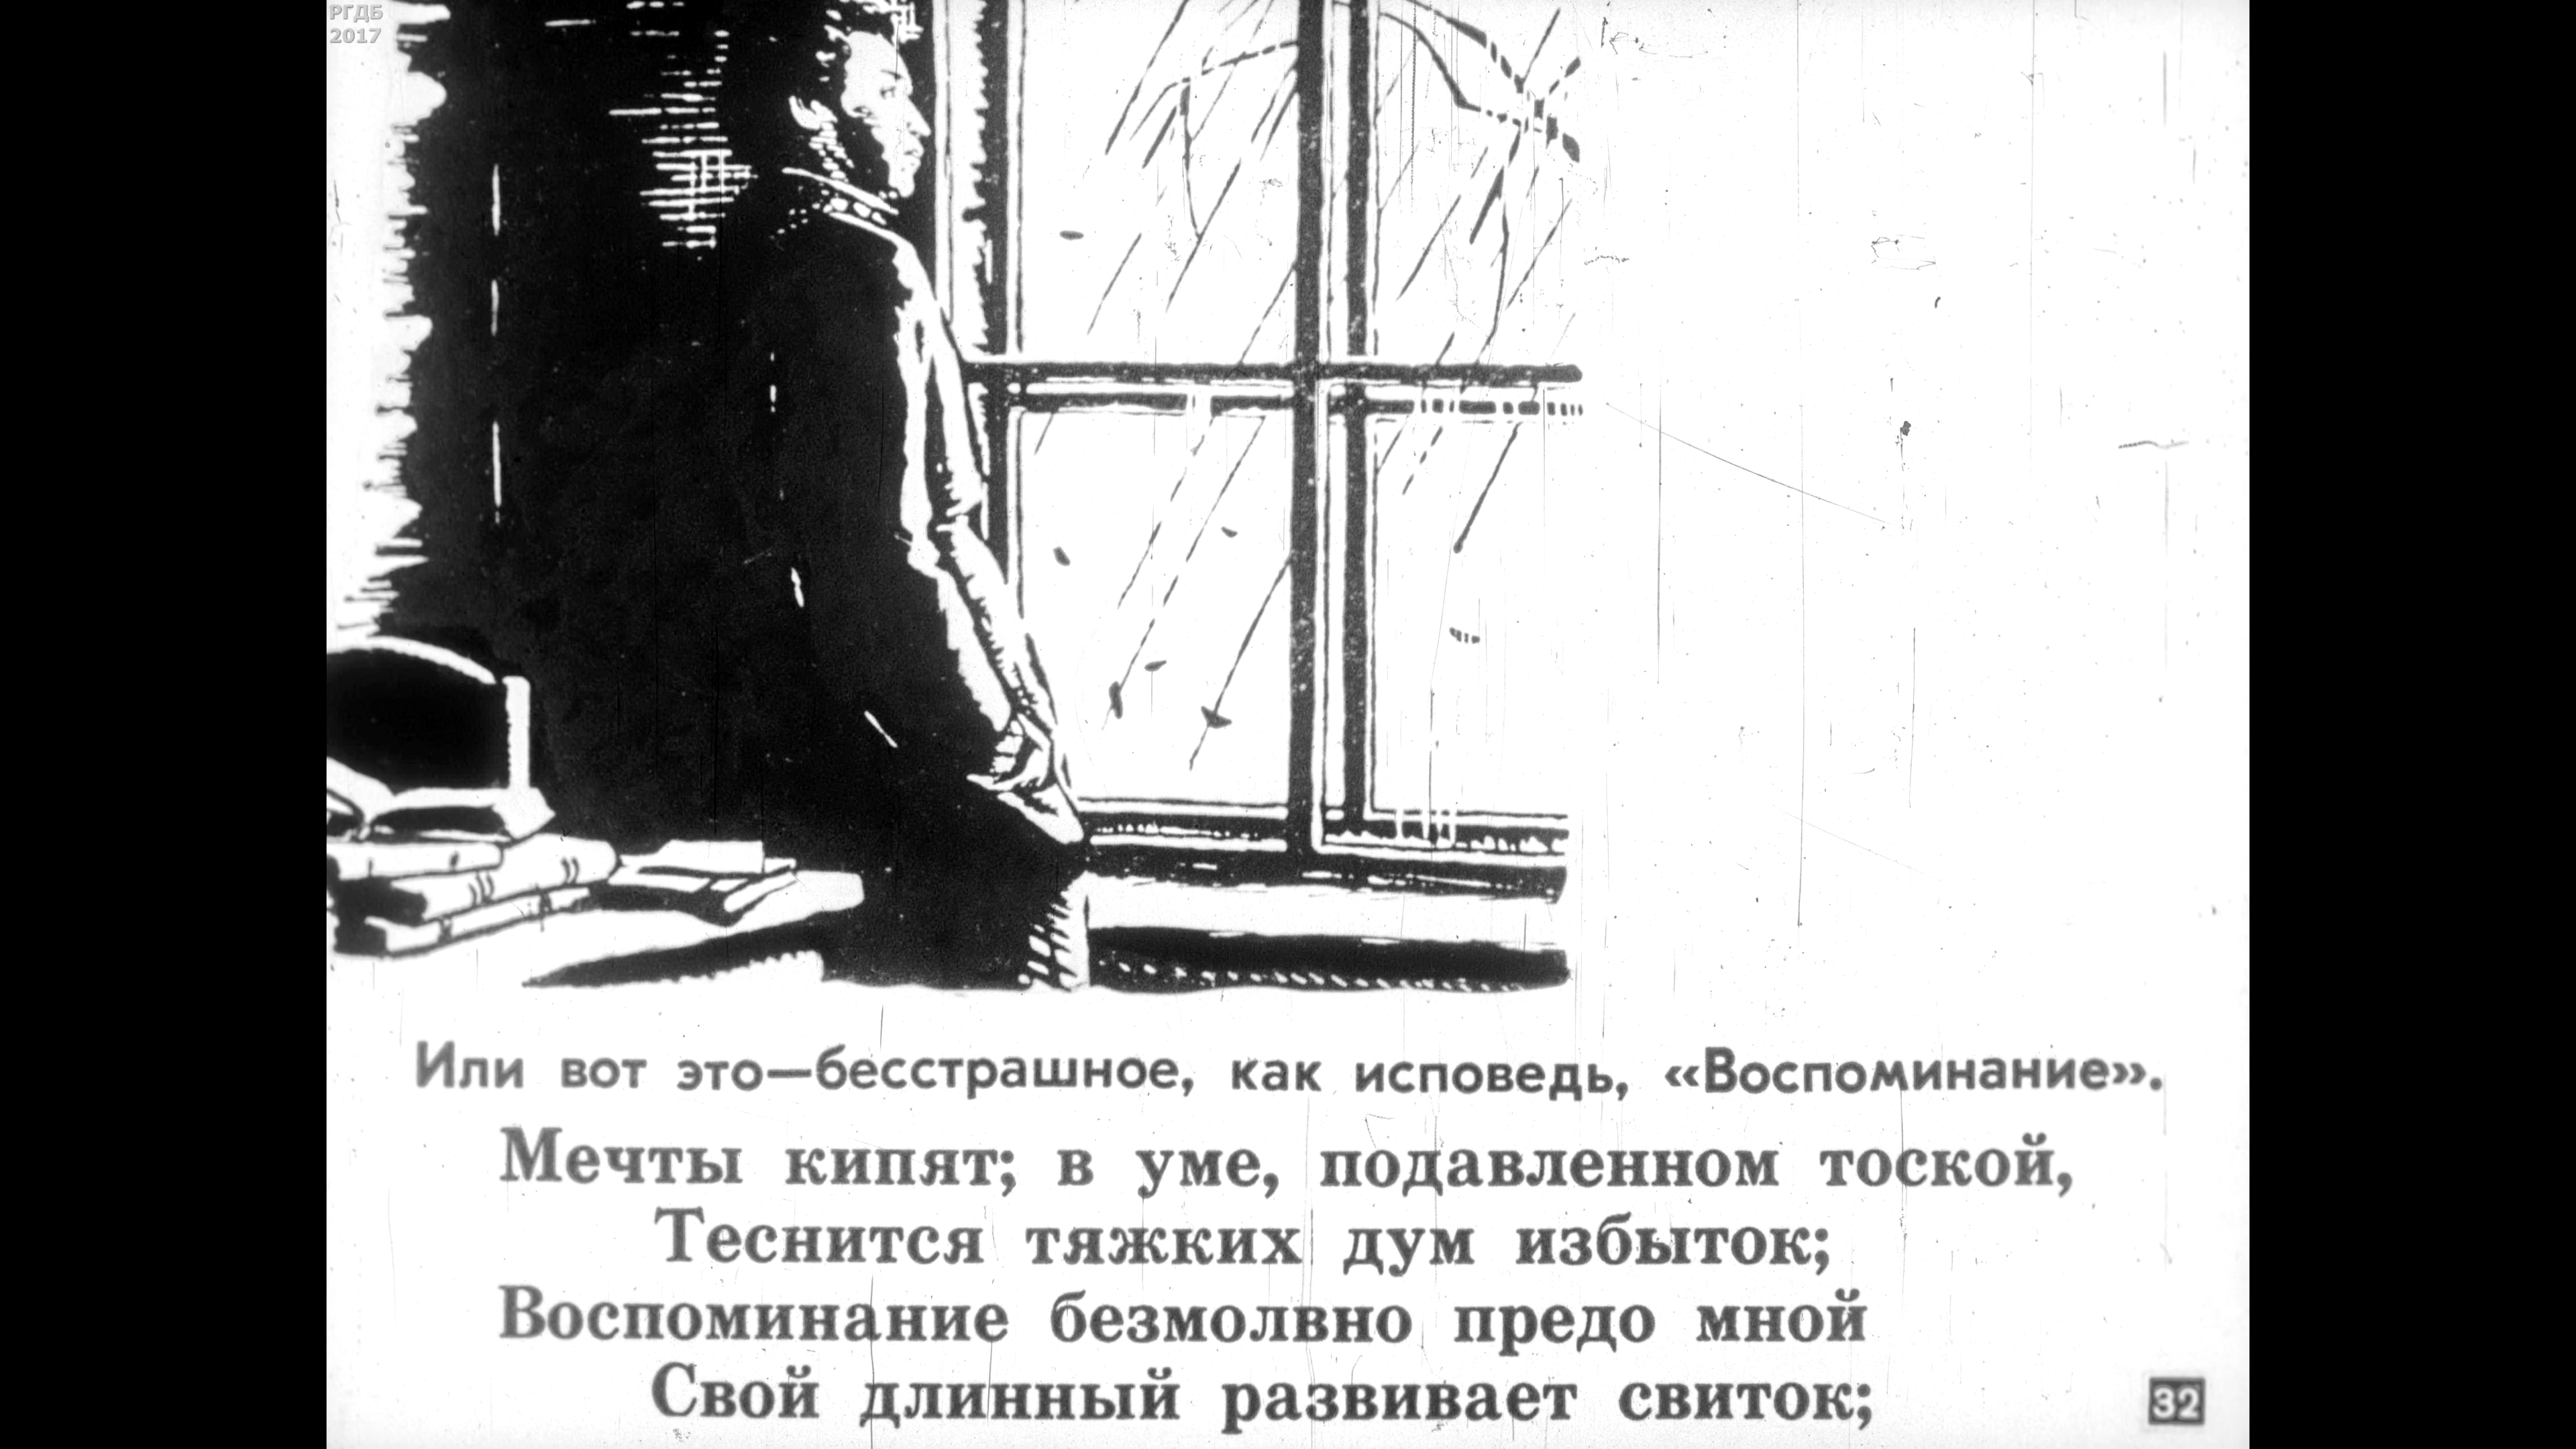 РГДБ
2017
Или вот это—бесстрашное, как исповедь, «Воспоминание».
Мечты кипят; в уме, подавленном тоской,
Теснится тяжких дум избыток;
Воспоминание безмолвно предо мной
Свой длинный развивает свиток;
32